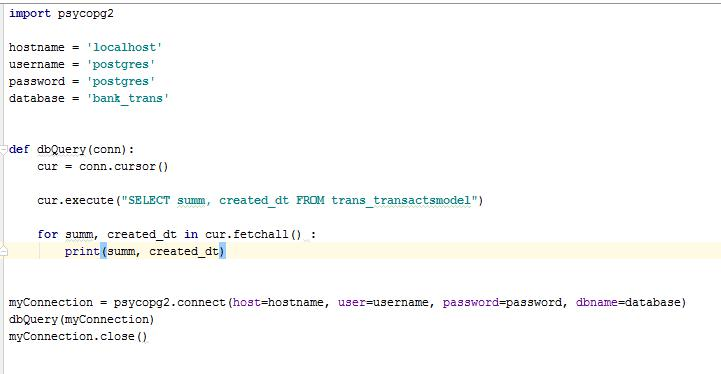 import psycopg2
hostname = 'localhost'
username = 'postgres'
password = 'postgres'
database = 'bank_trans'
def dbQuery(conn):
    cur = conn.cursor()
    cur.execute("SELECT summ, created_dt FROM trans_transactsmodel")
    for summ, created_dt in cur.fetchall() :
        print(summ, created_dt)
myConnection = psycopg2.connect(host=hostname, user=username, password=password, dbname=database)
dbQuery(myConnection)
myConnection.close()